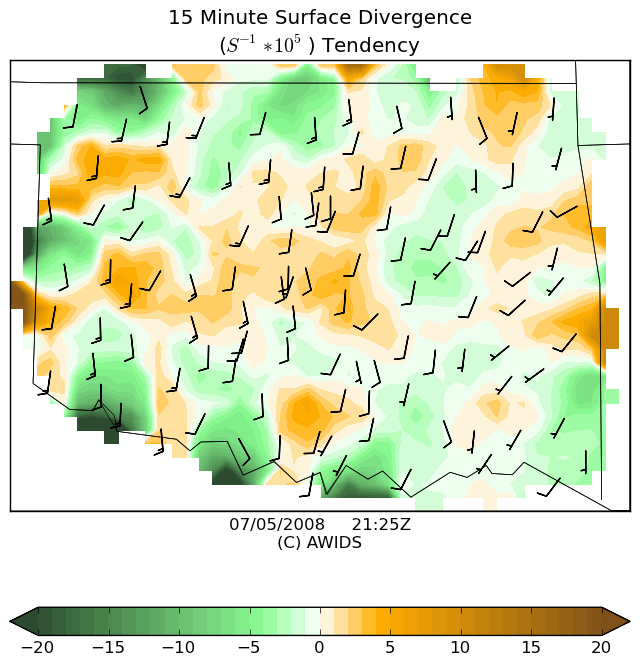 15 Minute Surface Divergence
(S⁻¹ *10⁵ ) Tendency
07/05/2008 21:25Z
(C) AWIDS
−20 −15 −10 −5 0 5 10 15 20